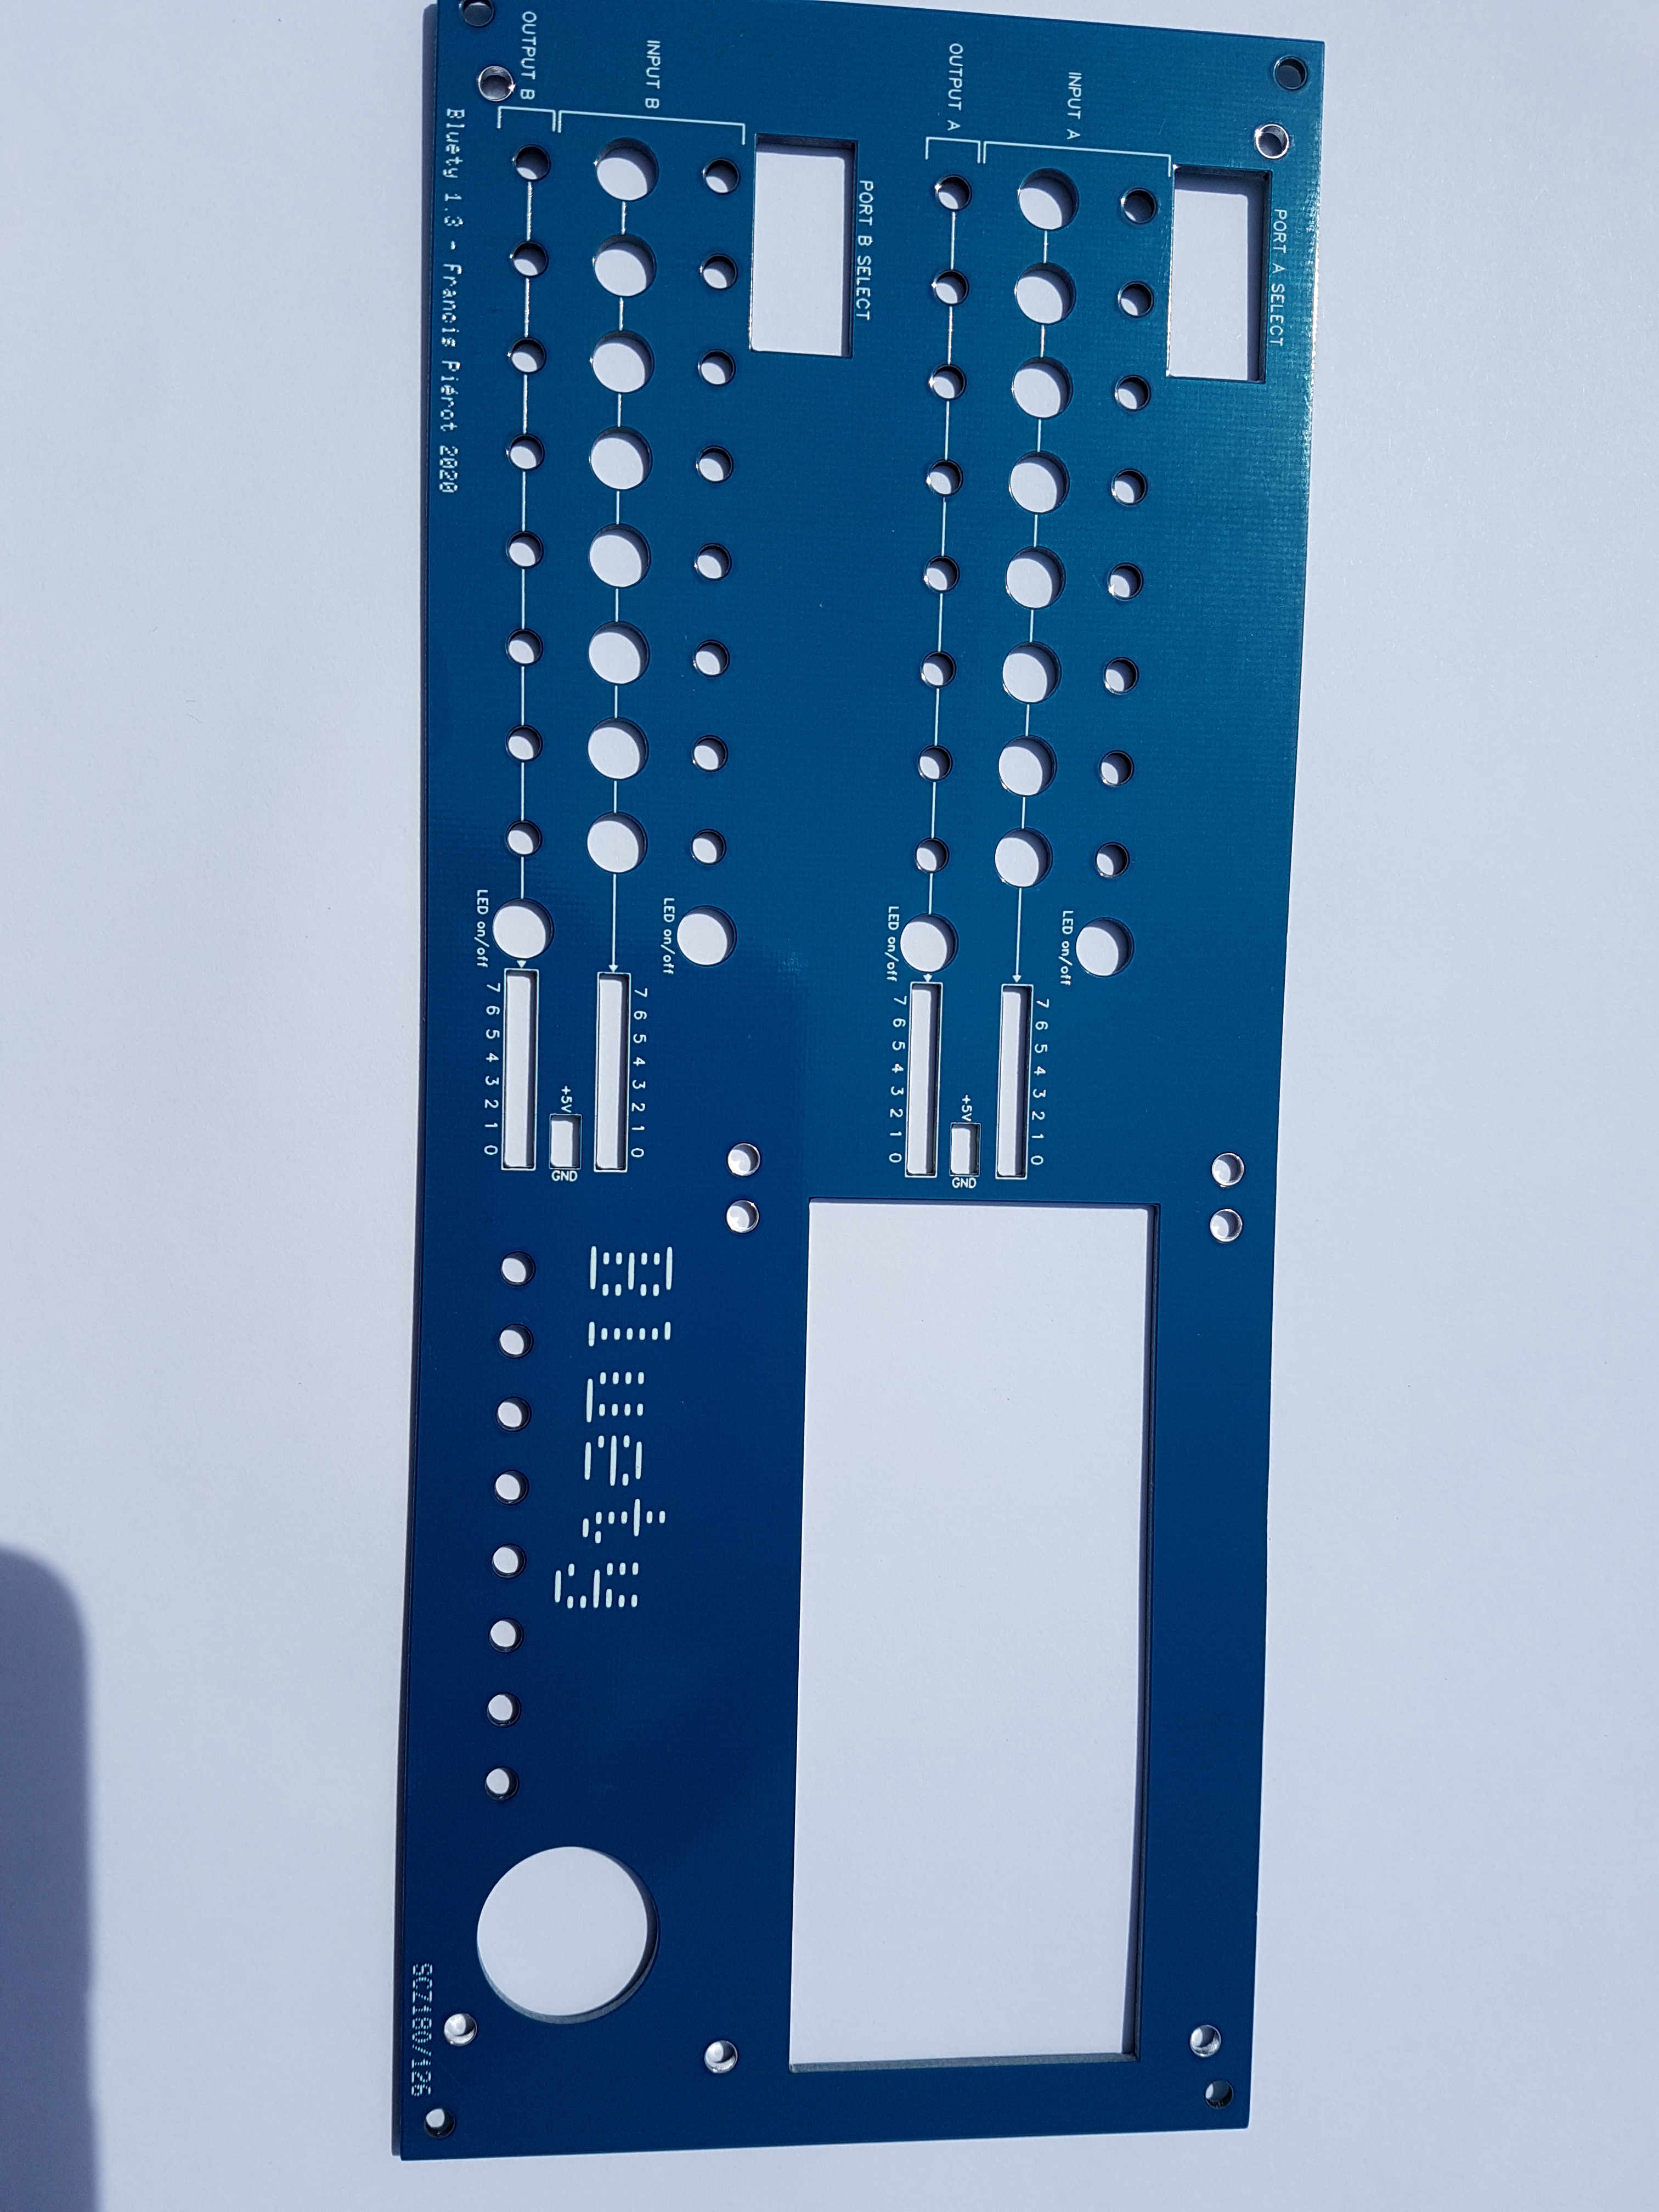 PORT A SELECT
INPUT A
LED on/off
7 6 5 4 3 2 1 0
OUTPUT A
LED on/off
+5V
GND
7 6 5 4 3 2 1 0
PORT B SELECT
INPUT B
LED on/off
7 6 5 4 3 2 1 0
OUTPUT B
LED on/off
+5V
GND
7 6 5 4 3 2 1 0
Bluety
Bluety 1.3 - Francis Piérot 2020
SCZ180/126